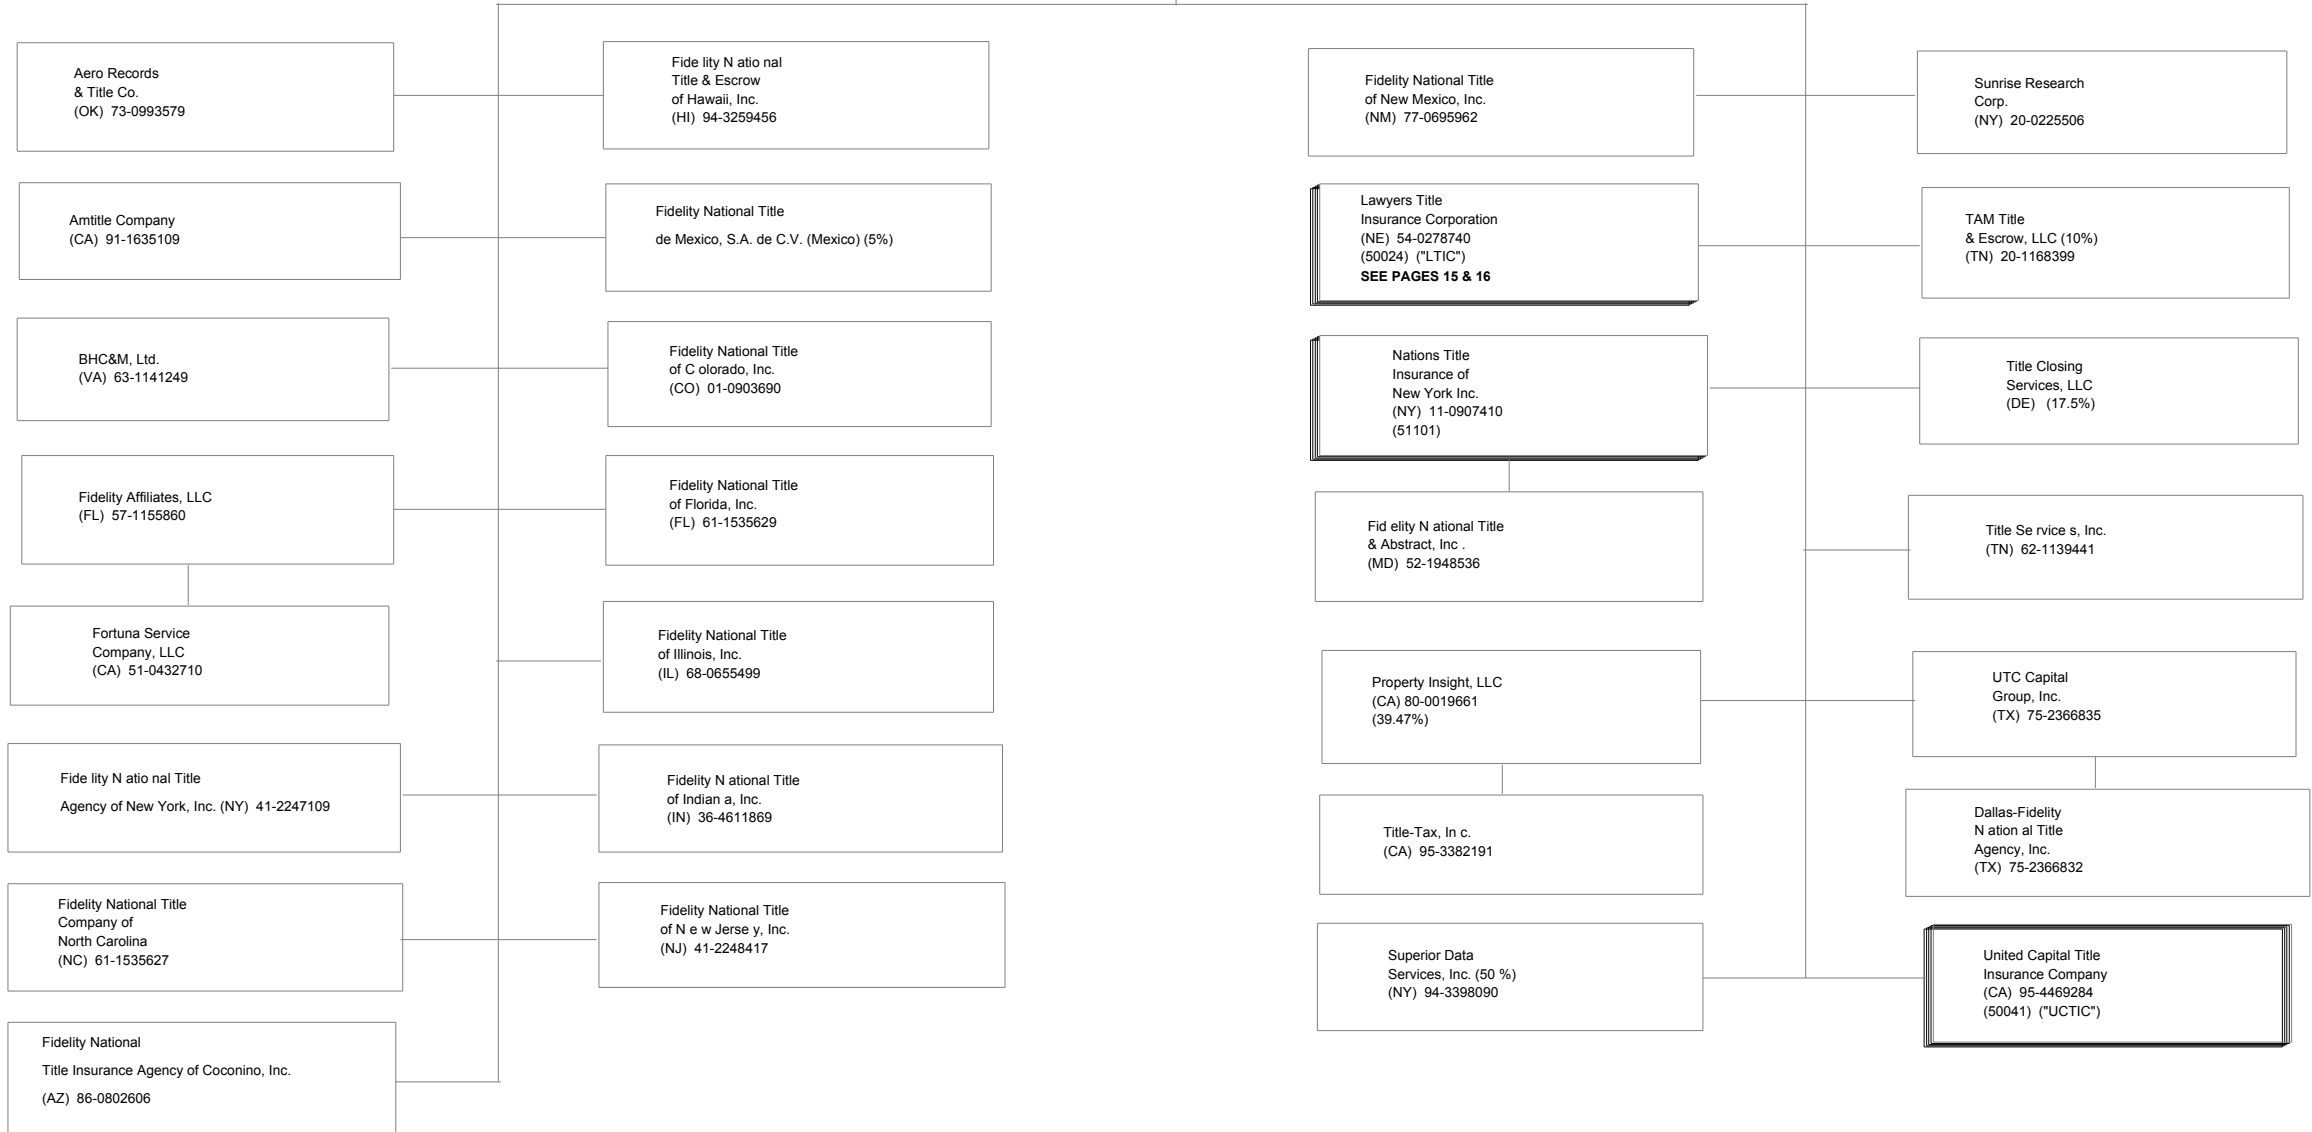 Aero Records
& Title Co.
(OK) 73-0993579
Amtitle Company
(CA) 91-1635109
BHC&M, Ltd.
(VA) 63-1141249
Fidelity Affiliates, LLC
(FL) 57-1155860
Fortuna Service
Company, LLC
(CA) 51-0432710
Fide lity N atio nal Title
Agency of New York, Inc. (NY) 41-2247109
Fidelity National Title
Company of
North Carolina
(NC) 61-1535627
Fidelity National
Title Insurance Agency of Coconino, Inc.
(AZ) 86-0802606
Fide lity N atio nal
Title & Escrow
of Hawaii, Inc.
(HI) 94-3259456
Fidelity National Title
de Mexico, S.A. de C.V. (Mexico) (5%)
Fidelity National Title
of C olorado, Inc.
(CO) 01-0903690
Fidelity National Title
of Florida, Inc.
(FL) 61-1535629
Fidelity National Title
of Illinois, Inc.
(IL) 68-0655499
Fidelity N ational Title
of Indian a, Inc.
(IN) 36-4611869
Fidelity National Title
of N e w Jerse y, Inc.
(NJ) 41-2248417
Fidelity National Title
of New Mexico, Inc.
(NM) 77-0695962
Lawyers Title
Insurance Corporation
(NE) 54-0278740
(50024) ("LTIC")
SEE PAGES 15 & 16
Nations Title
Insurance of
New York Inc.
(NY) 11-0907410
(51101)
Fid elity N ational Title
& Abstract, Inc .
(MD) 52-1948536
Property Insight, LLC
(CA) 80-0019661
(39.47%)
Title-Tax, In c.
(CA) 95-3382191
Superior Data
Services, Inc. (50 %)
(NY) 94-3398090
Sunrise Research
Corp.
(NY) 20-0225506
TAM Title
& Escrow, LLC (10%)
(TN) 20-1168399
Title Closing
Services, LLC
(DE) (17.5%)
Title Se rvice s, Inc.
(TN) 62-1139441
UTC Capital
Group, Inc.
(TX) 75-2366835
Dallas-Fidelity
N ation al Title
Agency, Inc.
(TX) 75-2366832
United Capital Title
Insurance Company
(CA) 95-4469284
(50041) ("UCTIC")